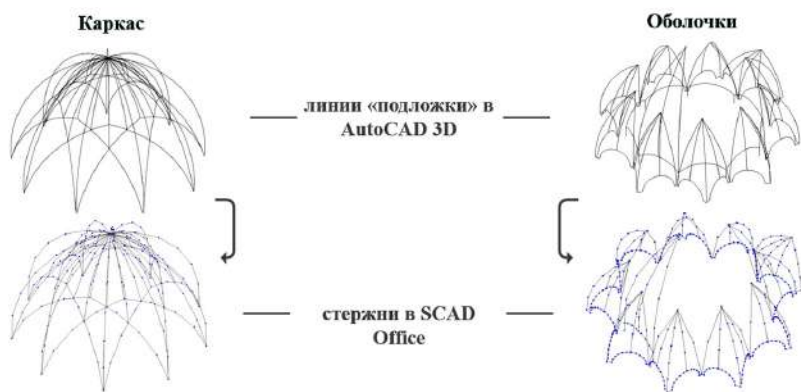 Каркас
Оболочки
линии «подложки» в
AutoCAD 3D
стержни в SCAD
Office